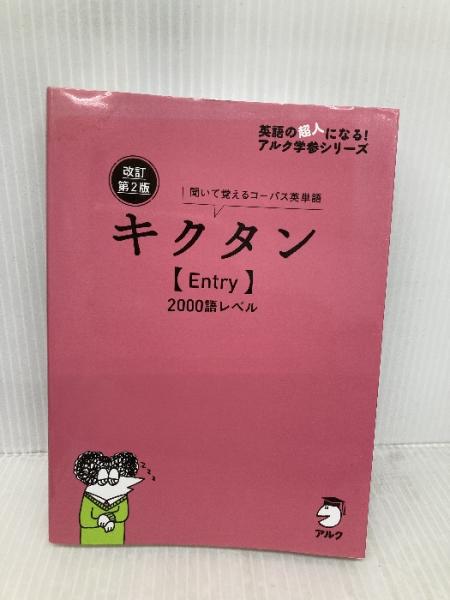 英語の超人になる!
アルク学参シリーズ
改訂
第2版
聞いて覚えるコーパス英単語
キクタン
【Entry】
2000語レベル
zzz
アルク